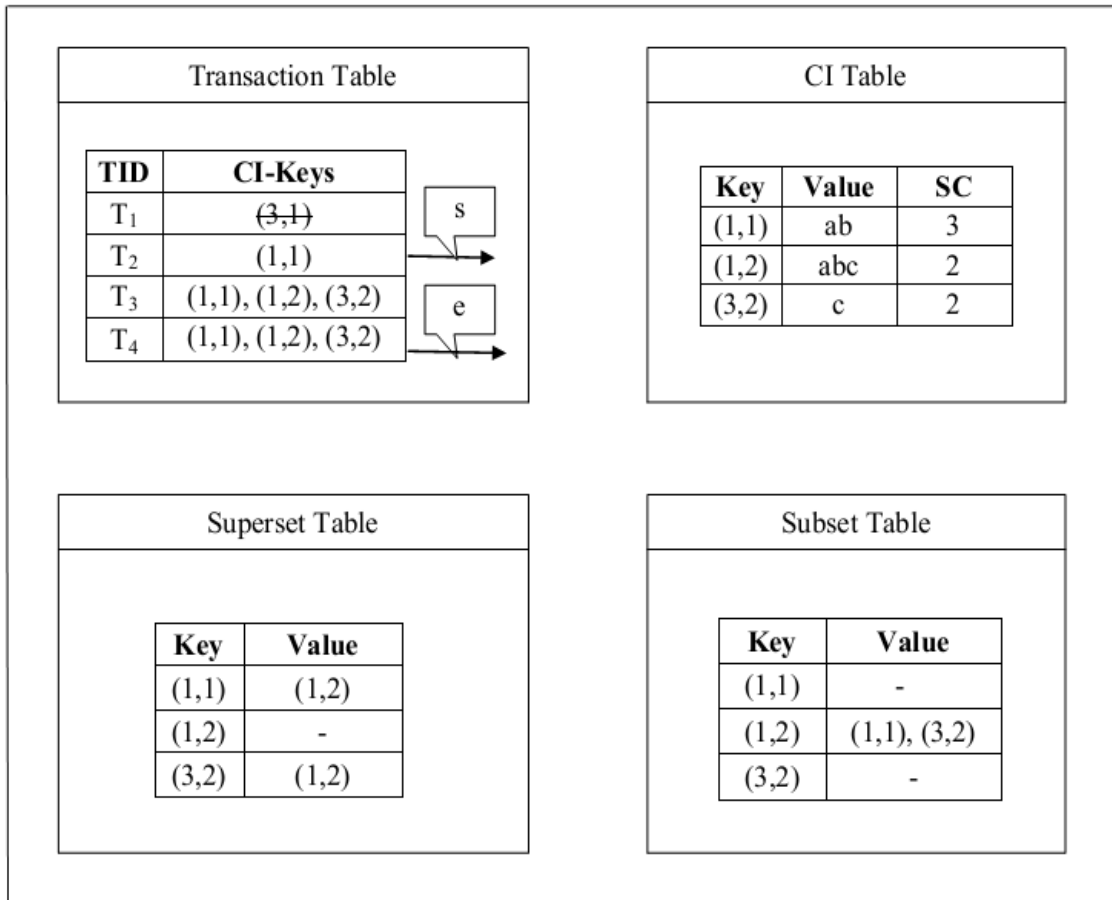 Transaction Table
TID CI-Keys
T1 (3,1)
T2 (1,1)
T3 (1,1), (1,2), (3,2)
T4 (1,1), (1,2), (3,2)
s
e
CI Table
Key Value SC
(1,1) ab 3
(1,2) abc 2
(3,2) c 2
Superset Table
Key Value
(1,1) (1,2)
(1,2) -
(3,2) (1,2)
Subset Table
Key Value
(1,1) -
(1,2) (1,1), (3,2)
(3,2) -